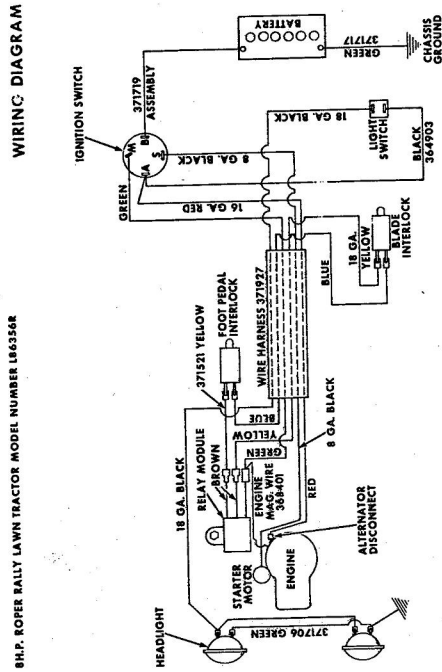 WIRING DIAGRAM
8H.P. ROPER RALLY LAWN TRACTOR MODEL NUMBER L86356R
BATTERY
371717
GREEN
CHASSIS
GROUND
371719
ASSEMBLY
IGNITION SWITCH
M
B
S
A
18 GA. BLACK
LIGHT
SWITCH
BLACK
364903
8 GA. BLACK
GREEN
16 GA. RED
18 GA.
YELLOW
BLADE
INTERLOCK
BLUE
WIRE HARNESS 371927
371521 YELLOW
FOOT PEDAL
INTERLOCK
BLUE
YELLOW
GREEN
8 GA. BLACK
18 GA. BLACK
RELAY MODULE
BROWN
ENGINE
MAG. WIRE
368401
RED
STARTER
MOTOR
ENGINE
ALTERNATOR
DISCONNECT
HEADLIGHT
371706 GREEN